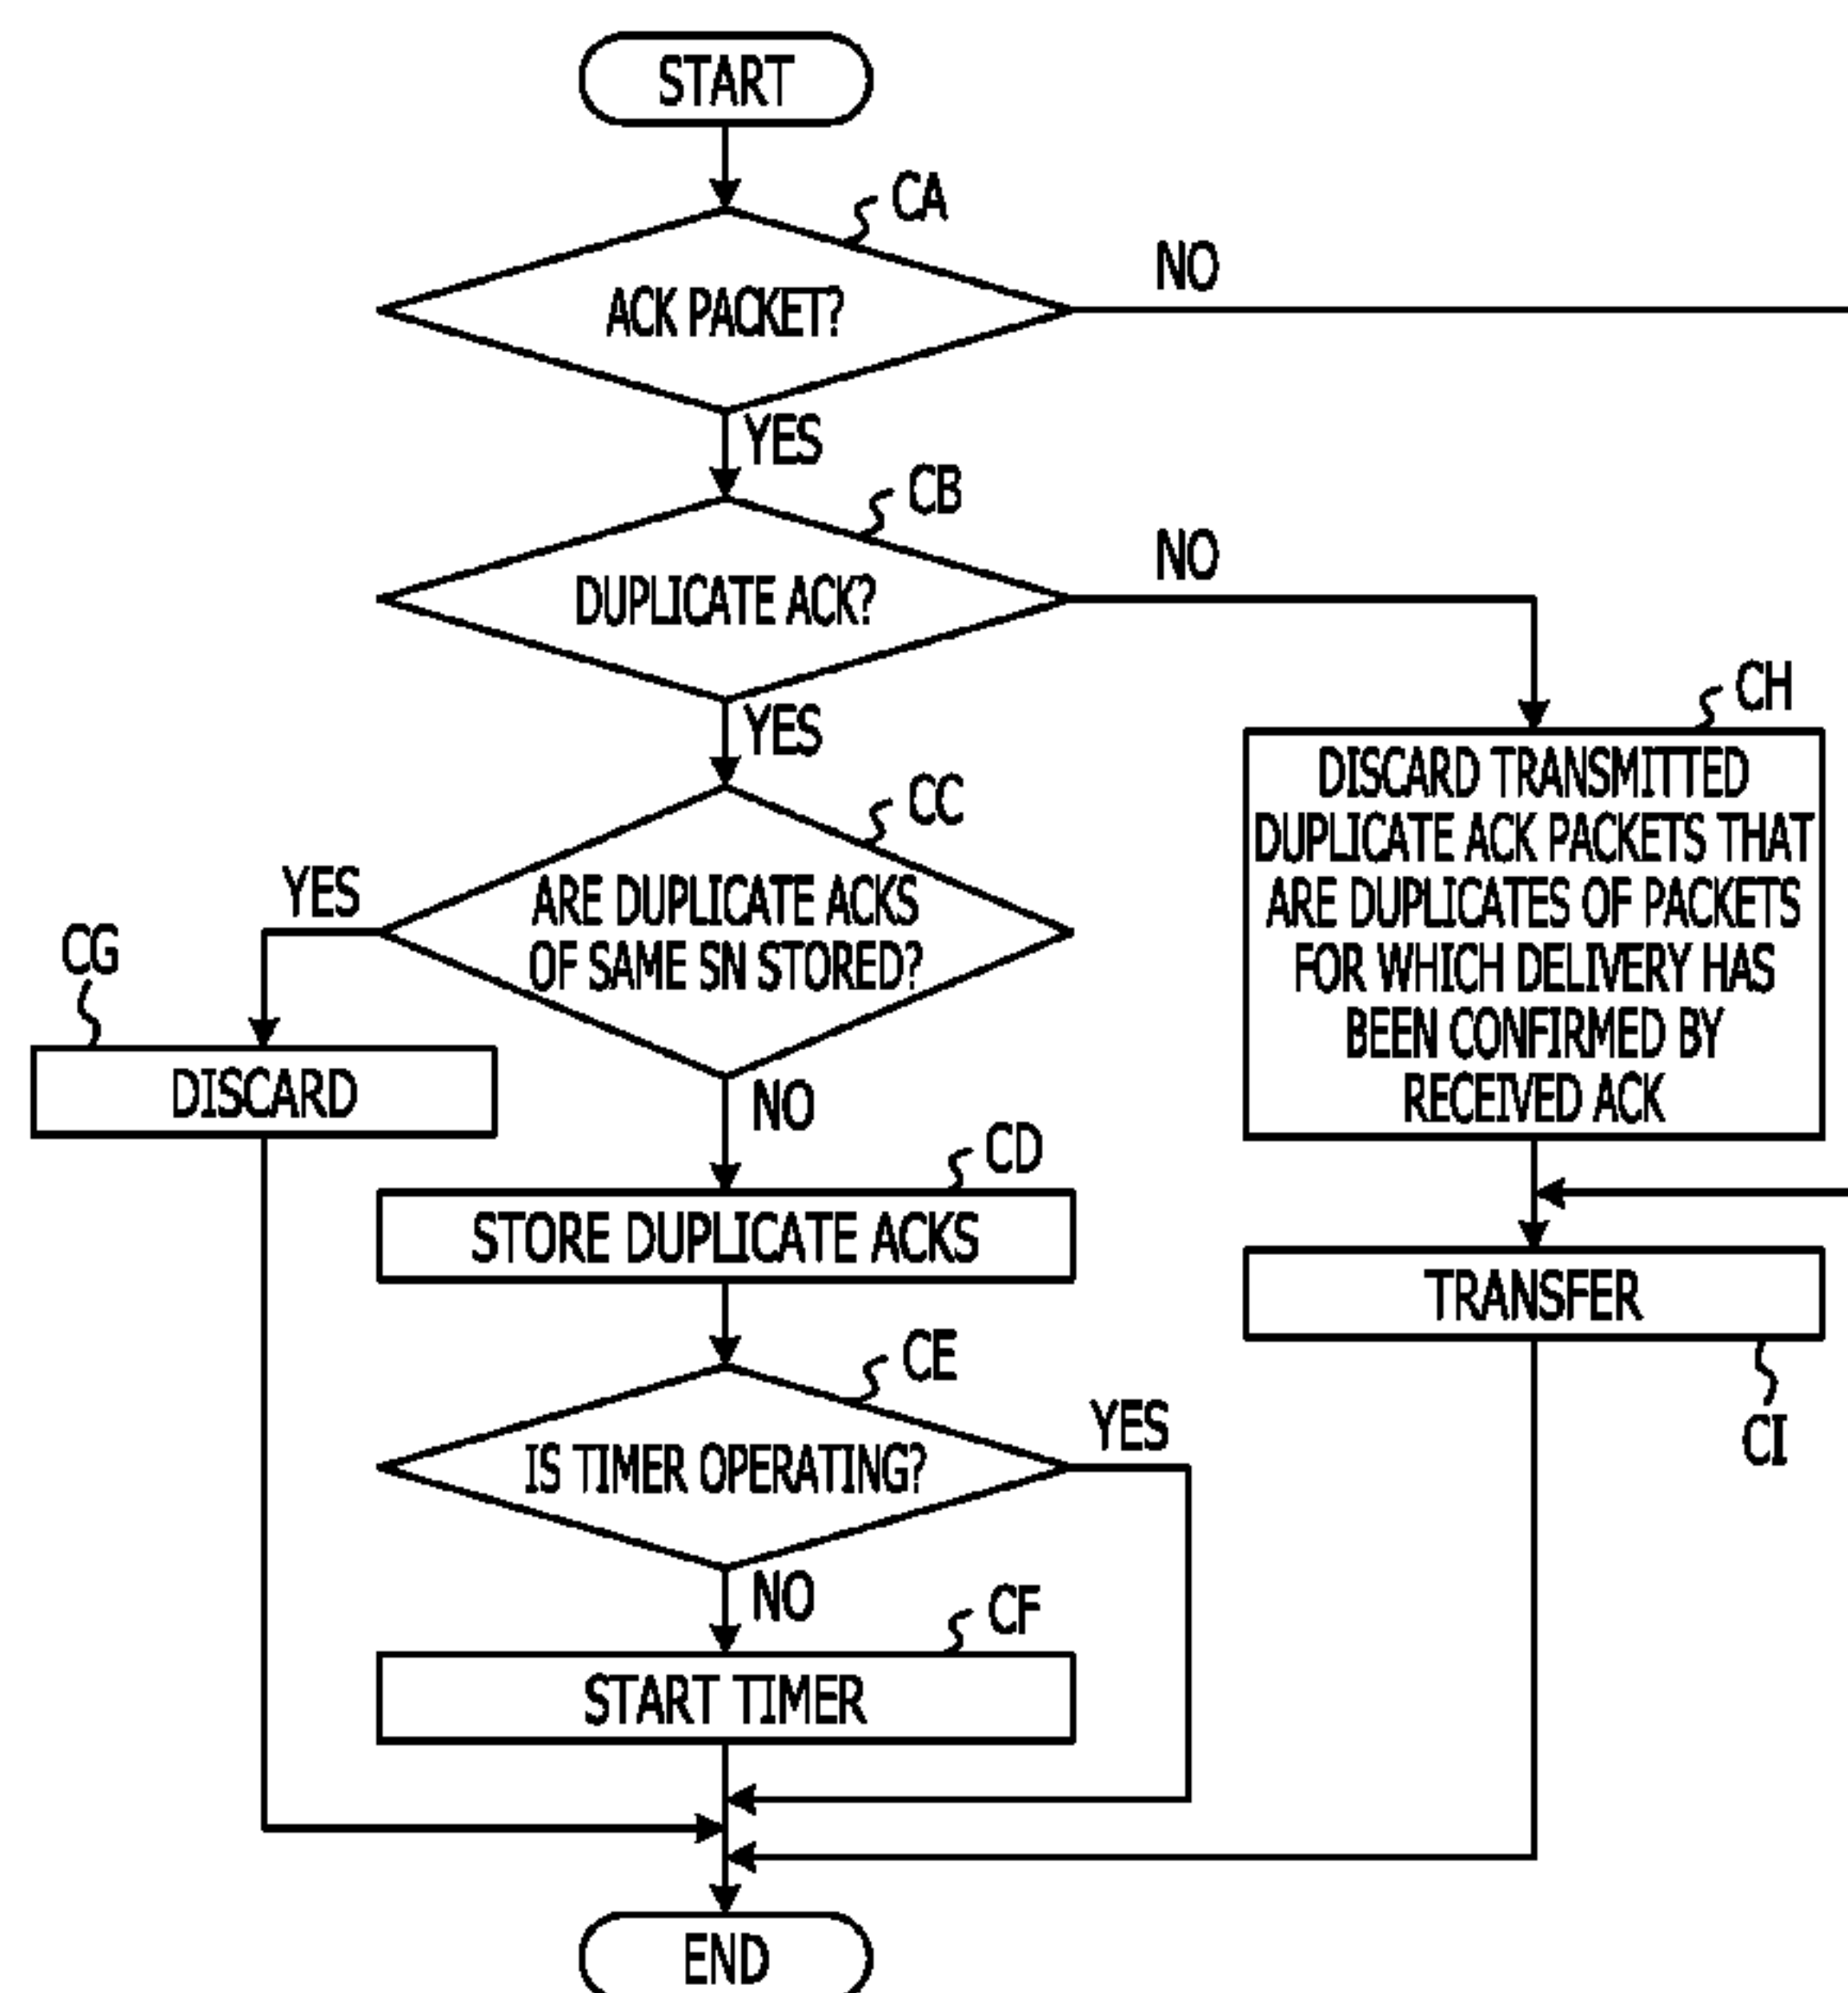 START
CA
ACK PACKET?
NO
YES
CB
DUPLICATE ACK?
NO
YES
CH
DISCARD TRANSMITTED
DUPLICATE ACK PACKETS THAT
ARE DUPLICATES OF PACKETS
FOR WHICH DELIVERY HAS
BEEN CONFIRMED BY
RECEIVED ACK
CC
ARE DUPLICATE ACKS
OF SAME SN STORED?
YES
CG
DISCARD
NO
CD
STORE DUPLICATE ACKS
TRANSFER
CI
CE
IS TIMER OPERATING?
YES
NO
CF
START TIMER
END